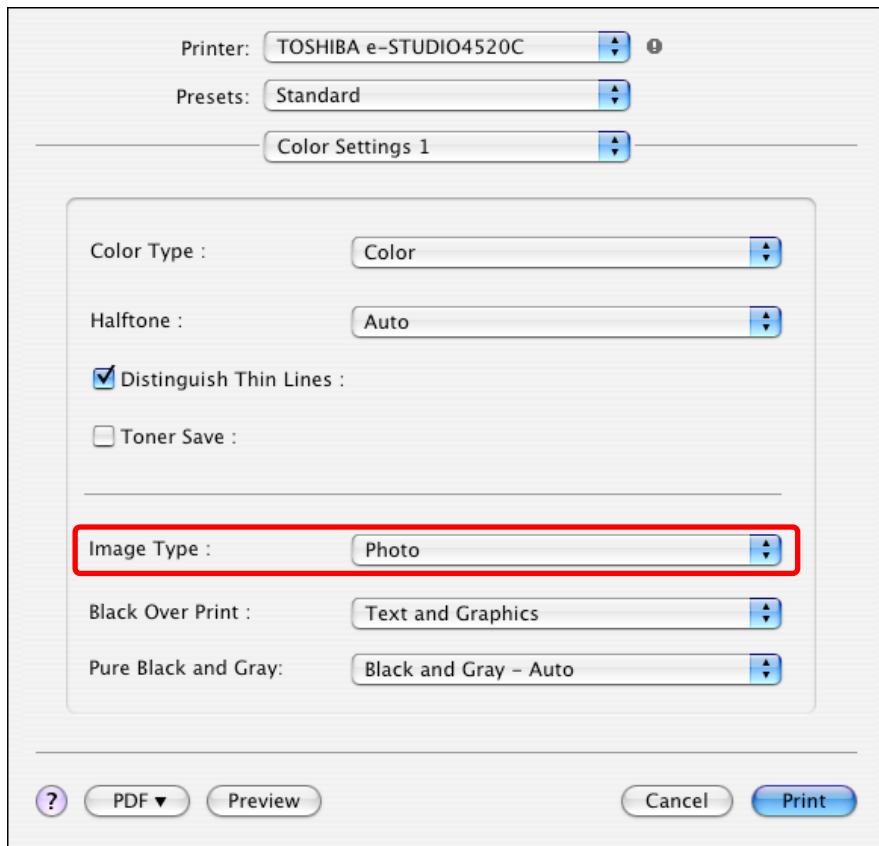 Printer: TOSHIBA e-STUDIO4520C
Presets: Standard
Color Settings 1
Color Type : Color
Halftone : Auto
Distinguish Thin Lines :
Toner Save :
Image Type : Photo
Black Over Print : Text and Graphics
Pure Black and Gray: Black and Gray – Auto
? PDF ▼ Preview Cancel Print